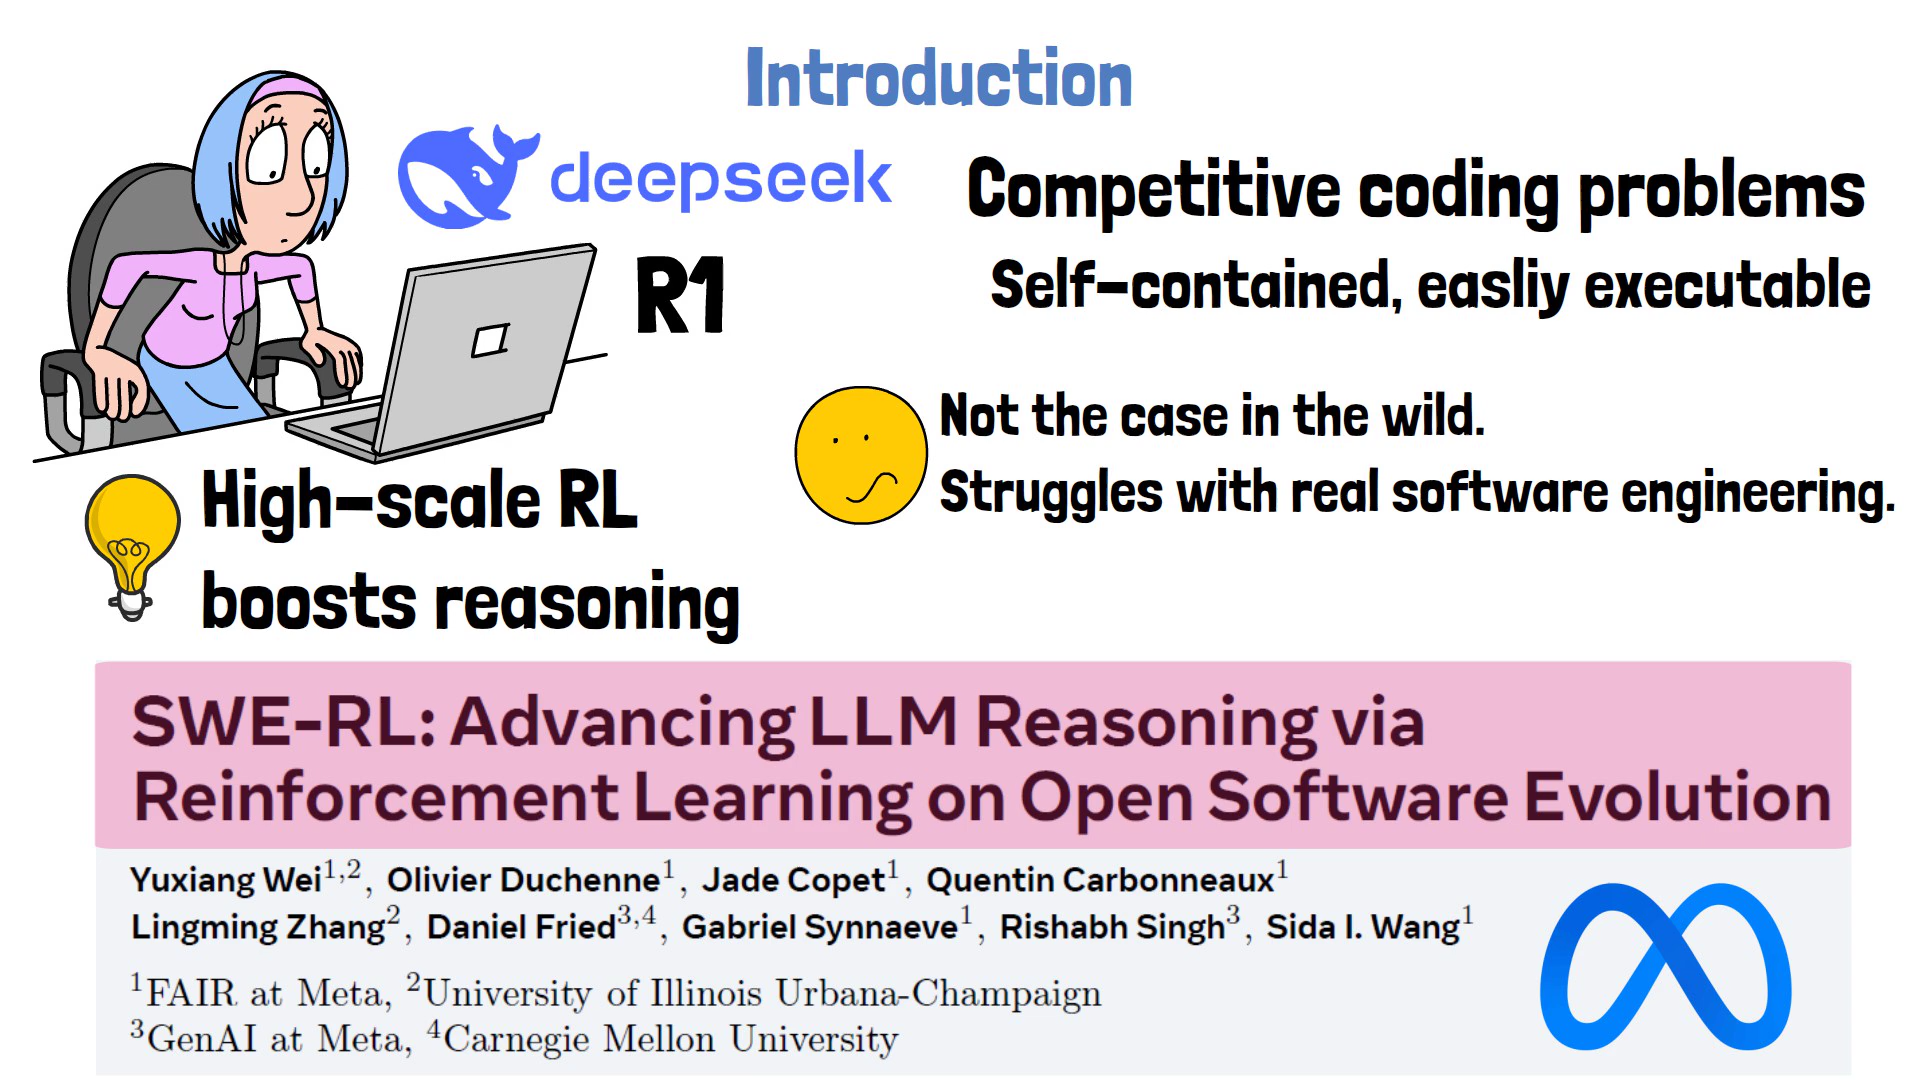 Introduction
deepseek
R1
Competitive coding problems
Self-contained, easliy executable
Not the case in the wild.
Struggles with real software engineering.
High-scale RL
boosts reasoning
SWE-RL: Advancing LLM Reasoning via
Reinforcement Learning on Open Software Evolution
Yuxiang Wei1,2, Olivier Duchenne1, Jade Copet1, Quentin Carbonneaux1
Lingming Zhang2, Daniel Fried3,4, Gabriel Synnaeve1, Rishabh Singh3, Sida I. Wang1
1FAIR at Meta, 2University of Illinois Urbana-Champaign
3GenAI at Meta, 4Carnegie Mellon University